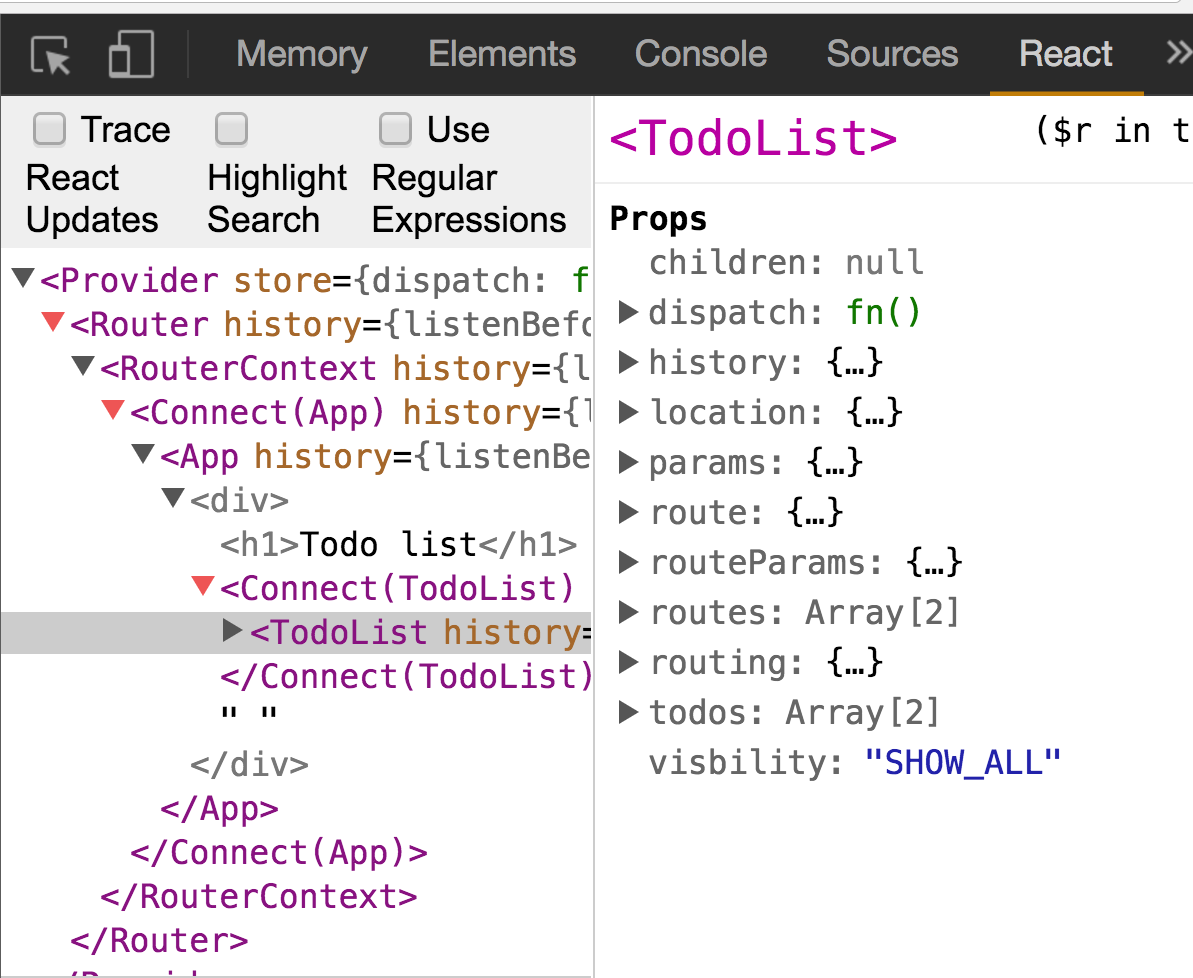 Memory Elements Console Sources React »
Trace React Updates
Highlight Search
Use Regular Expressions
<Provider store={dispatch: f
<Router history={listenBefo
<RouterContext history={l
<Connect(App) history={l
<App history={listenBe
<div>
<h1>Todo list</h1>
<Connect(TodoList)
<TodoList history=
</Connect(TodoList)
" "
</div>
</App>
</Connect(App)>
</RouterContext>
</Router>
<TodoList> ($r in t
Props
children: null
dispatch: fn()
history: {…}
location: {…}
params: {…}
route: {…}
routeParams: {…}
routes: Array[2]
routing: {…}
todos: Array[2]
visbility: "SHOW_ALL"